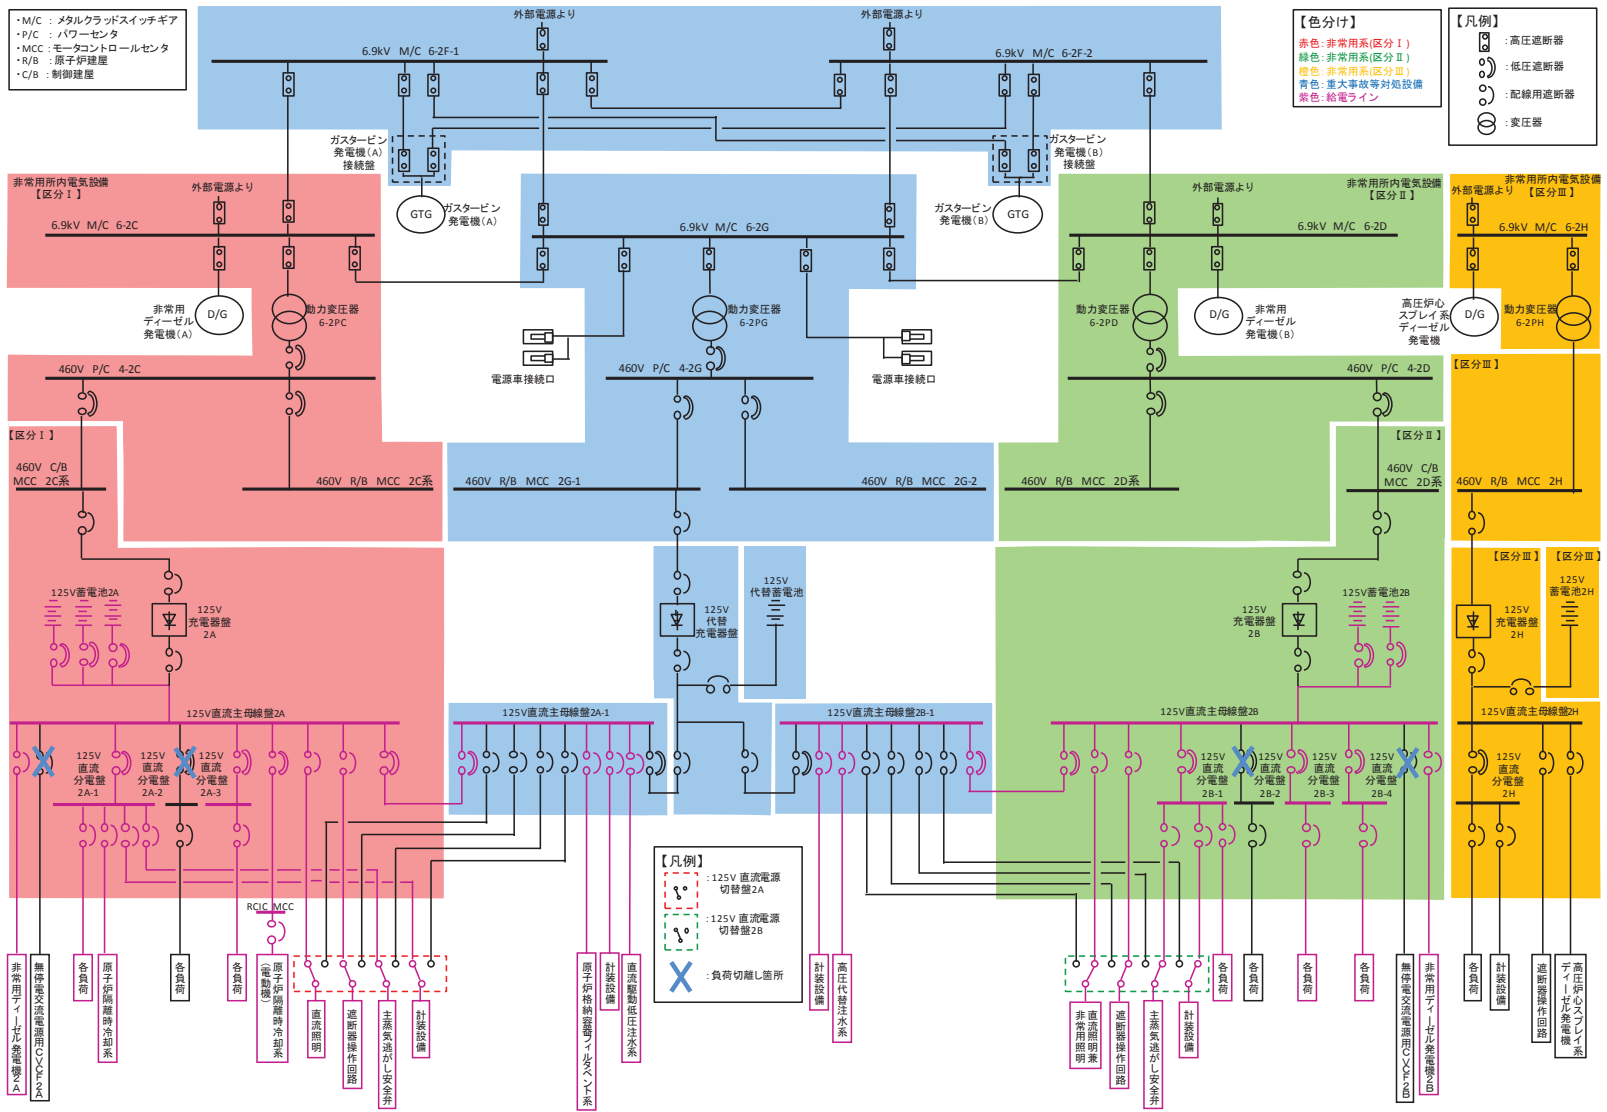 ・M/C ： メタルクラッドスイッチギア
・P/C ： パワーセンタ
・MCC ：モータコントロールセンタ
・R/B ：原子炉建屋
・C/B ：制御建屋
外部電源より
外部電源より
6.9kV M/C 6-2F-1
6.9kV M/C 6-2F-2
【色分け】
赤色：非常用系(区分Ⅰ)
緑色：非常用系(区分Ⅱ)
橙色：非常用系(区分Ⅲ)
青色：重大事故等対処設備
紫色：給電ライン
【凡例】
：高圧遮断器
：低圧遮断器
：配線用遮断器
：変圧器
ガスタービン
発電機(A)
接続盤
ガスタービン
発電機(B)
接続盤
GTG
ガスタービン
発電機(A)
ガスタービン
発電機(B)
GTG
非常用所内電気設備
【区分Ⅰ】
外部電源より
6.9kV M/C 6-2C
6.9kV M/C 6-2G
外部電源より
非常用所内電気設備
【区分Ⅱ】
6.9kV M/C 6-2D
非常用所内電気設備
外部電源より
【区分Ⅲ】
6.9kV M/C 6-2H
非常用
ディーゼル
発電機(A)
D/G
動力変圧器
6-2PC
動力変圧器
6-2PG
動力変圧器
6-2PD
D/G
非常用
ディーゼル
発電機(B)
高圧炉心
スプレイ系
ディーゼル
発電機
D/G
動力変圧器
6-2PH
電源車接続口
電源車接続口
460V P/C 4-2C
460V P/C 4-2G
460V P/C 4-2D
【区分Ⅲ】
【区分Ⅰ】
【区分Ⅱ】
460V C/B
MCC 2C系
460V R/B MCC 2C系
460V R/B MCC 2G-1
460V R/B MCC 2G-2
460V R/B MCC 2D系
460V C/B
MCC 2D系
460V R/B MCC 2H
125V蓄電池2A
125V
充電器盤
2A
125V
代替
充電器盤
125V
代替蓄電池
125V
充電器盤
2B
125V蓄電池2B
【区分Ⅲ】
125V
充電器盤
2H
【区分Ⅲ】
125V
蓄電池2H
125V直流主母線盤2A
125V直流主母線盤2A-1
125V直流主母線盤2B-1
125V直流主母線盤2B
125V直流主母線盤2H
125V
直流
分電盤
2A-1
125V
直流
分電盤
2A-2
125V
直流
分電盤
2A-3
125V
直流
分電盤
2B-1
125V
直流
分電盤
2B-2
125V
直流
分電盤
2B-3
125V
直流
分電盤
2B-4
125V
直流
分電盤
2H
【凡例】
：125V 直流電源
切替盤2A
：125V 直流電源
切替盤2B
：負荷切離し箇所
RCIC MCC
非常用ディーゼル発電機2A
無停電交流電源用CVCF2A
各負荷
原子炉隔離時冷却系
各負荷
各負荷
原子炉隔離時冷却系
(電動機)
直流照明
遮断器操作回路
主蒸気逃がし安全弁
計装設備
原子炉格納容器フィルタベント系
計装設備
直流駆動低圧注水系
計装設備
高圧代替注水系
直流照明兼
非常用照明
遮断器操作回路
主蒸気逃がし安全弁
計装設備
各負荷
各負荷
各負荷
各負荷
無停電交流電源用CVCF2B
非常用ディーゼル発電機2B
各負荷
計装設備
遮断器操作回路
高圧炉心スプレイ系
ディーゼル発電機